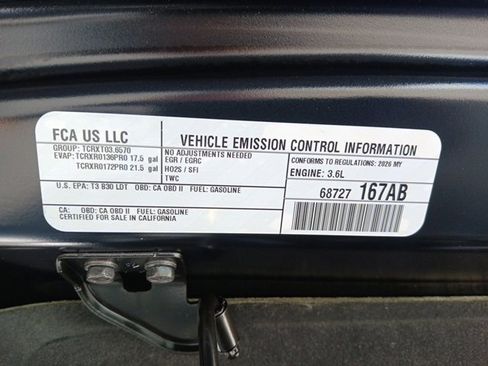 FCA US LLC
GROUP: TCRXT03.6570
EVAP: TCRXR0136PR0 17.5 gal
TCRXR0172PR0 21.5 gal
VEHICLE EMISSION CONTROL INFORMATION
NO ADJUSTMENTS NEEDED
EGR / EGRC
HO2S / SFI
TWC
CONFORMS TO REGULATIONS: 2026 MY
ENGINE: 3.6L
68727 167AB
U.S. EPA: T3 B30 LDT OBD: CA OBD II FUEL: GASOLINE
CA: OBD: CA OBD II FUEL: GASOLINE
CERTIFIED FOR SALE IN CALIFORNIA